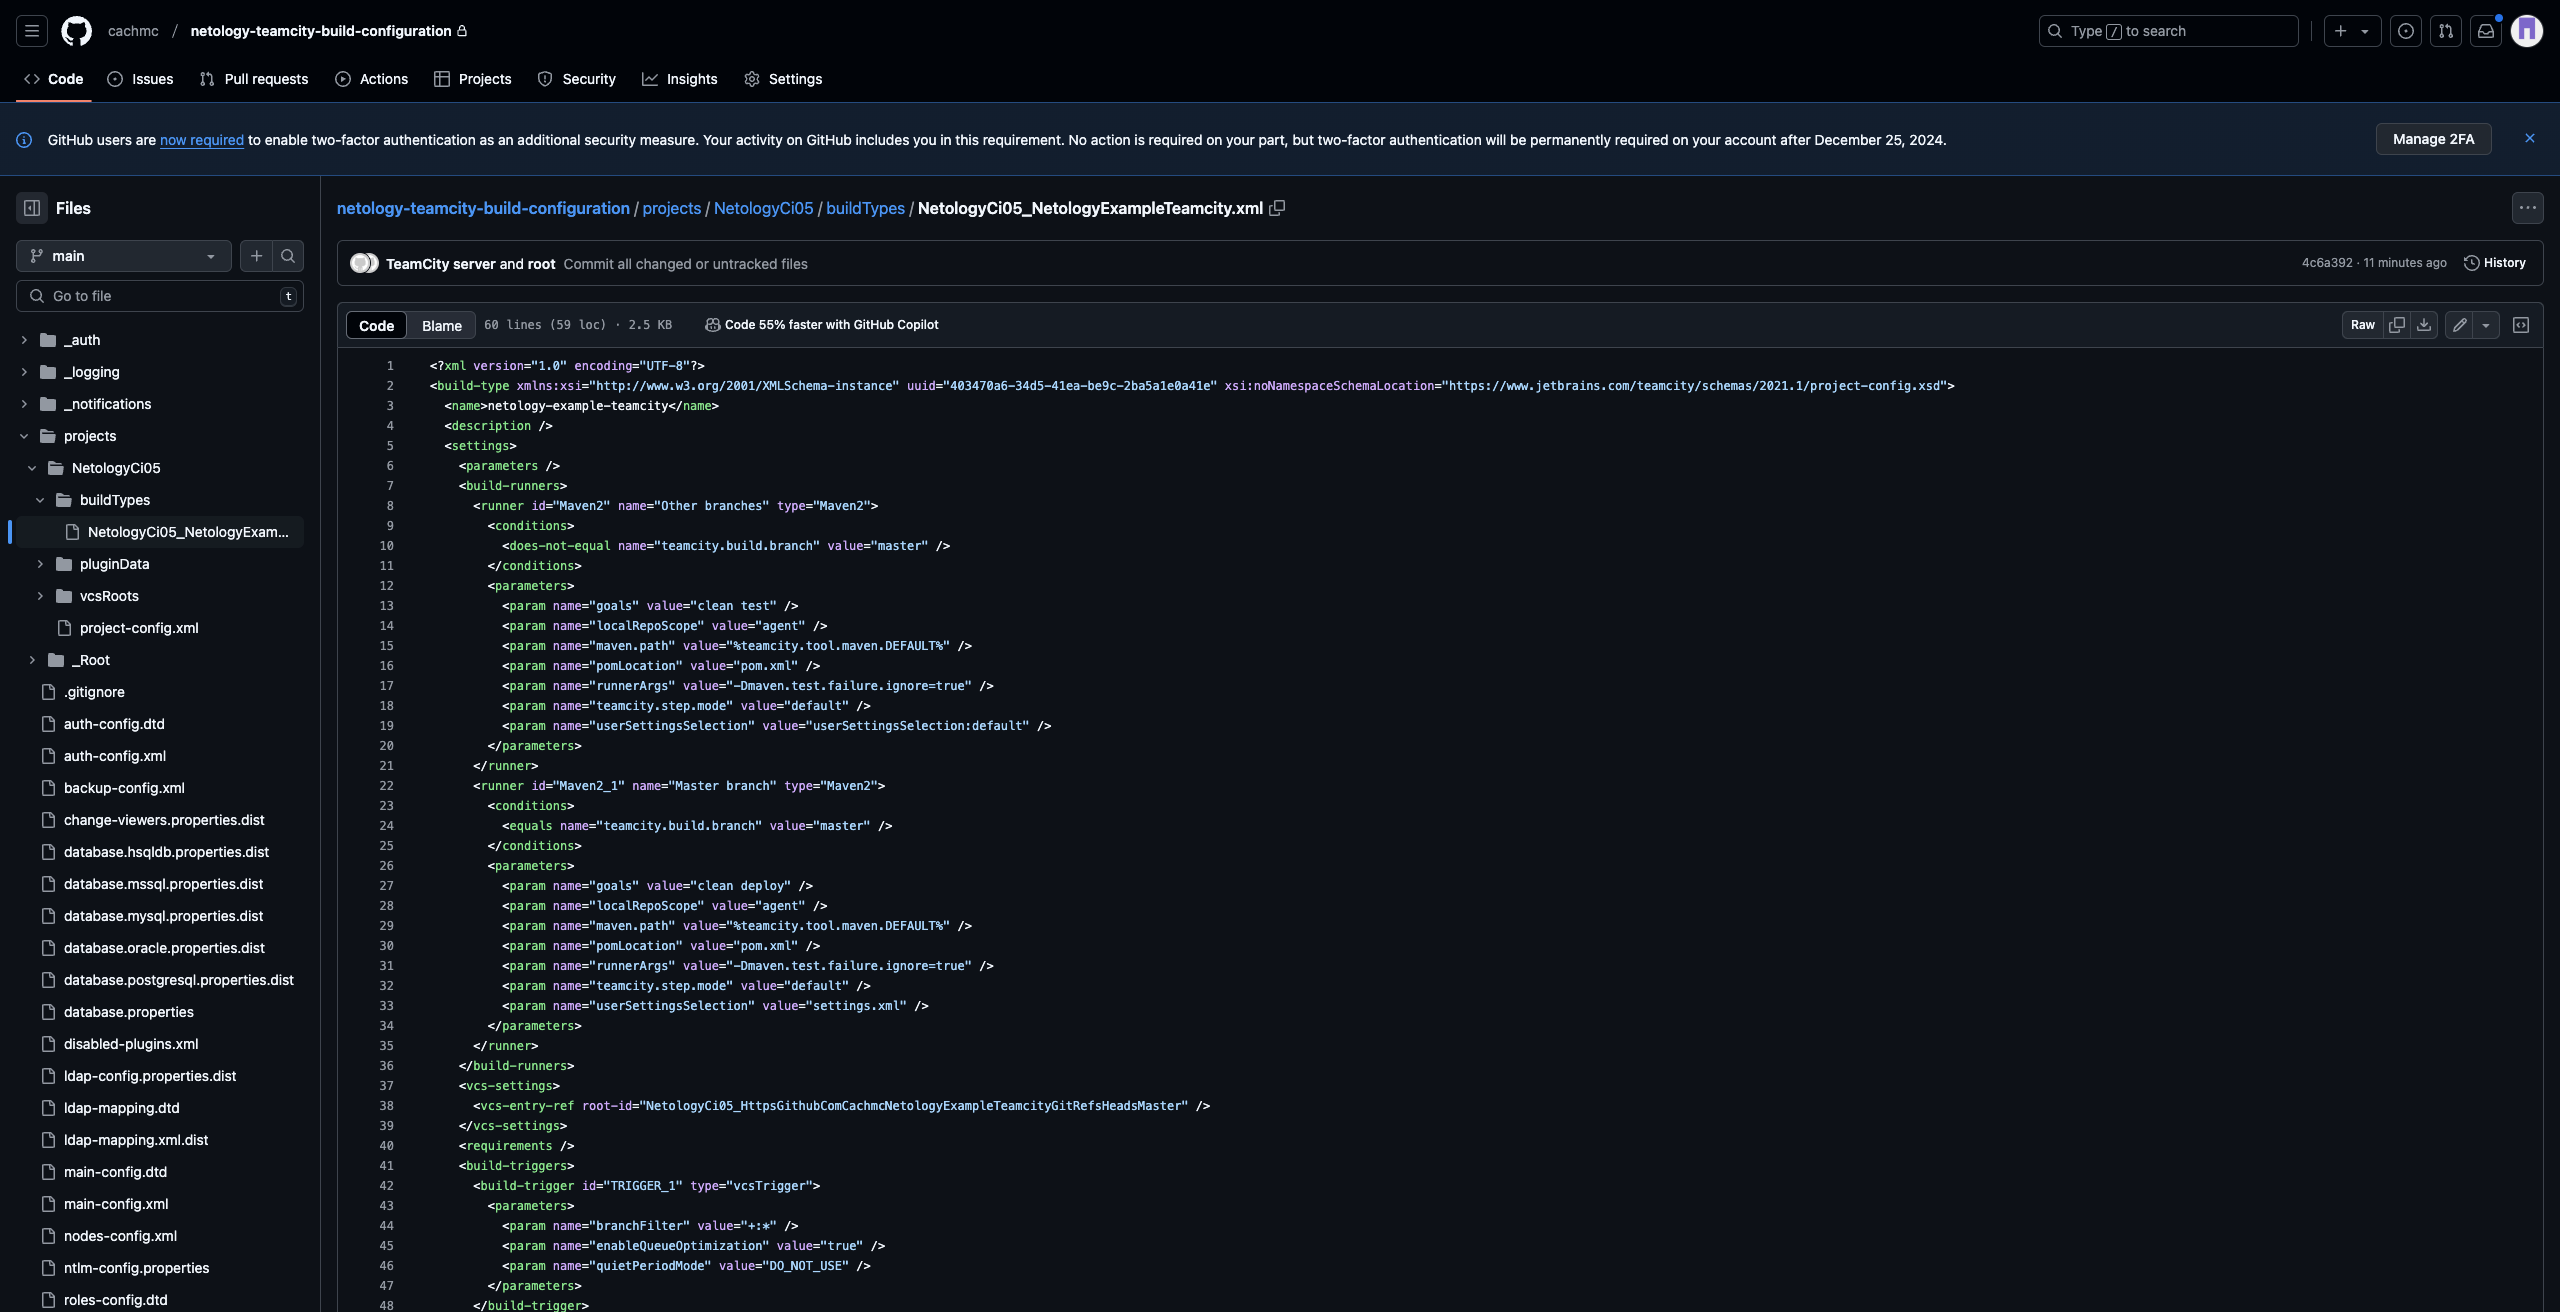 cachmc / netology-teamcity-build-configuration
Type / to search
Code Issues Pull requests Actions Projects Security Insights Settings
GitHub users are now required to enable two-factor authentication as an additional security measure. Your activity on GitHub includes you in this requirement. No action is required on your part, but two-factor authentication will be permanently required on your account after December 25, 2024.
Manage 2FA
Files
main
Go to file t
_auth
_logging
_notifications
projects
NetologyCi05
buildTypes
NetologyCi05_NetologyExam...
pluginData
vcsRoots
project-config.xml
_Root
.gitignore
auth-config.dtd
auth-config.xml
backup-config.xml
change-viewers.properties.dist
database.hsqldb.properties.dist
database.mssql.properties.dist
database.mysql.properties.dist
database.oracle.properties.dist
database.postgresql.properties.dist
database.properties
disabled-plugins.xml
ldap-config.properties.dist
ldap-mapping.dtd
ldap-mapping.xml.dist
main-config.dtd
main-config.xml
nodes-config.xml
ntlm-config.properties
roles-config.dtd
netology-teamcity-build-configuration / projects / NetologyCi05 / buildTypes / NetologyCi05_NetologyExampleTeamcity.xml
TeamCity server and root Commit all changed or untracked files
4c6a392 · 11 minutes ago History
Code Blame 60 lines (59 loc) · 2.5 KB Code 55% faster with GitHub Copilot
Raw
1 <?xml version="1.0" encoding="UTF-8"?>
2 <build-type xmlns:xsi="http://www.w3.org/2001/XMLSchema-instance" uuid="403470a6-34d5-41ea-be9c-2ba5a1e0a41e" xsi:noNamespaceSchemaLocation="https://www.jetbrains.com/teamcity/schemas/2021.1/project-config.xsd">
3 <name>netology-example-teamcity</name>
4 <description />
5 <settings>
6 <parameters />
7 <build-runners>
8 <runner id="Maven2" name="Other branches" type="Maven2">
9 <conditions>
10 <does-not-equal name="teamcity.build.branch" value="master" />
11 </conditions>
12 <parameters>
13 <param name="goals" value="clean test" />
14 <param name="localRepoScope" value="agent" />
15 <param name="maven.path" value="%teamcity.tool.maven.DEFAULT%" />
16 <param name="pomLocation" value="pom.xml" />
17 <param name="runnerArgs" value="-Dmaven.test.failure.ignore=true" />
18 <param name="teamcity.step.mode" value="default" />
19 <param name="userSettingsSelection" value="userSettingsSelection:default" />
20 </parameters>
21 </runner>
22 <runner id="Maven2_1" name="Master branch" type="Maven2">
23 <conditions>
24 <equals name="teamcity.build.branch" value="master" />
25 </conditions>
26 <parameters>
27 <param name="goals" value="clean deploy" />
28 <param name="localRepoScope" value="agent" />
29 <param name="maven.path" value="%teamcity.tool.maven.DEFAULT%" />
30 <param name="pomLocation" value="pom.xml" />
31 <param name="runnerArgs" value="-Dmaven.test.failure.ignore=true" />
32 <param name="teamcity.step.mode" value="default" />
33 <param name="userSettingsSelection" value="settings.xml" />
34 </parameters>
35 </runner>
36 </build-runners>
37 <vcs-settings>
38 <vcs-entry-ref root-id="NetologyCi05_HttpsGithubComCachmcNetologyExampleTeamcityGitRefsHeadsMaster" />
39 </vcs-settings>
40 <requirements />
41 <build-triggers>
42 <build-trigger id="TRIGGER_1" type="vcsTrigger">
43 <parameters>
44 <param name="branchFilter" value="+:*" />
45 <param name="enableQueueOptimization" value="true" />
46 <param name="quietPeriodMode" value="DO_NOT_USE" />
47 </parameters>
48 </build-trigger>